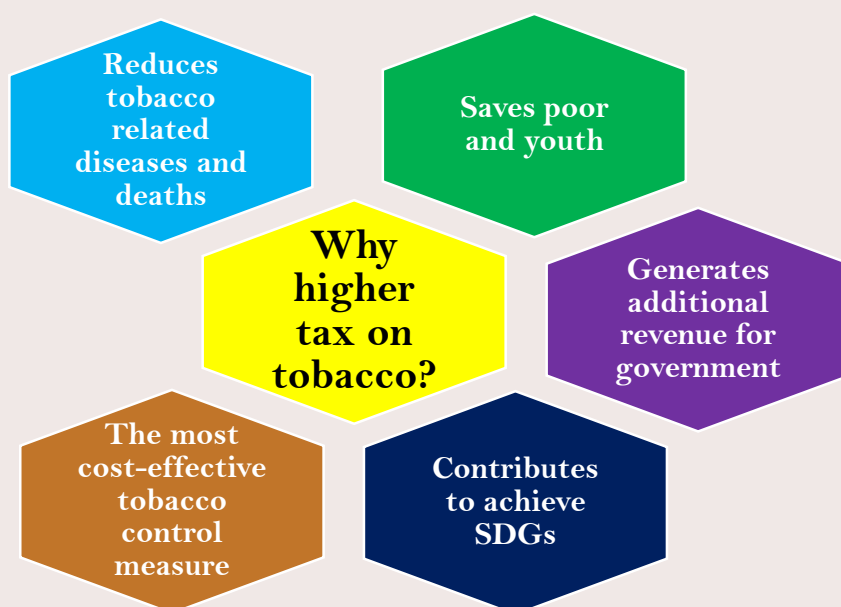 Reduces
tobacco
related
diseases and
deaths
Saves poor
and youth
Why
higher
tax on
tobacco?
Generates
additional
revenue for
government
The most
cost-effective
tobacco
control
measure
Contributes
to achieve
SDGs